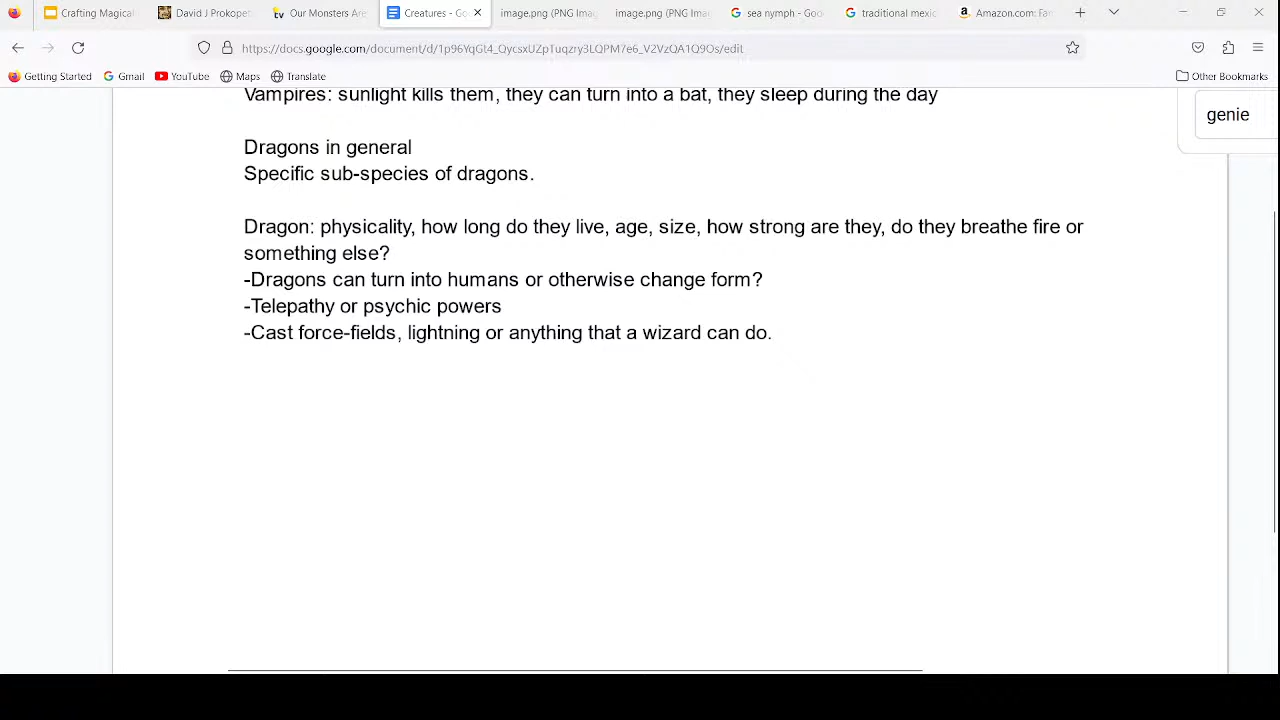 Crafting Magical
David J Prokopet
tv Our Monsters Are
Creatures - Go
image.png (PNG Imag
image.png (PNG Imag
sea nymph - Goo
traditional mexic
Amazon.com: Fan
https://docs.google.com/document/d/1p96YqOt4_QycsxUZpTuqzry3LQPM7e6_V2VzQA1Q9Os/edit
Getting Started
Gmail
YouTube
Maps
Translate
Other Bookmarks
Vampires: sunlight kills them, they can turn into a bat, they sleep during the day
genie
Dragons in general
Specific sub-species of dragons.
Dragon: physicality, how long do they live, age, size, how strong are they, do they breathe fire or
something else?
-Dragons can turn into humans or otherwise change form?
-Telepathy or psychic powers
-Cast force-fields, lightning or anything that a wizard can do.